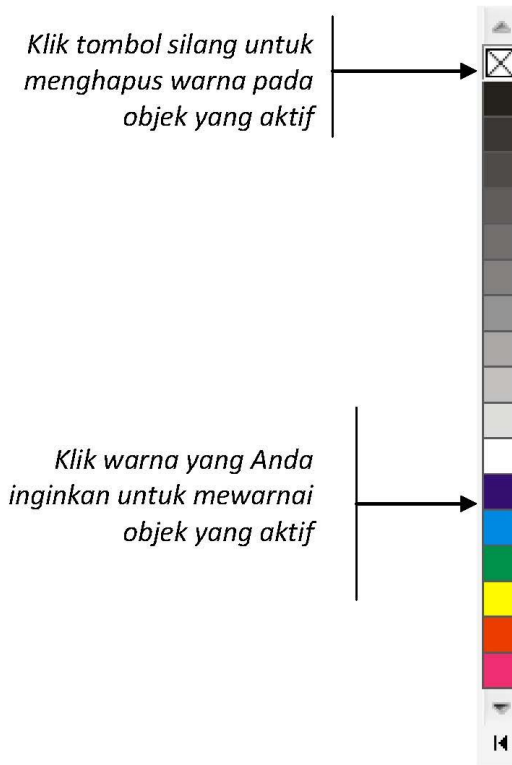 Klik tombol silang untuk
menghapus warna pada
objek yang aktif
Klik warna yang Anda
inginkan untuk mewarnai
objek yang aktif